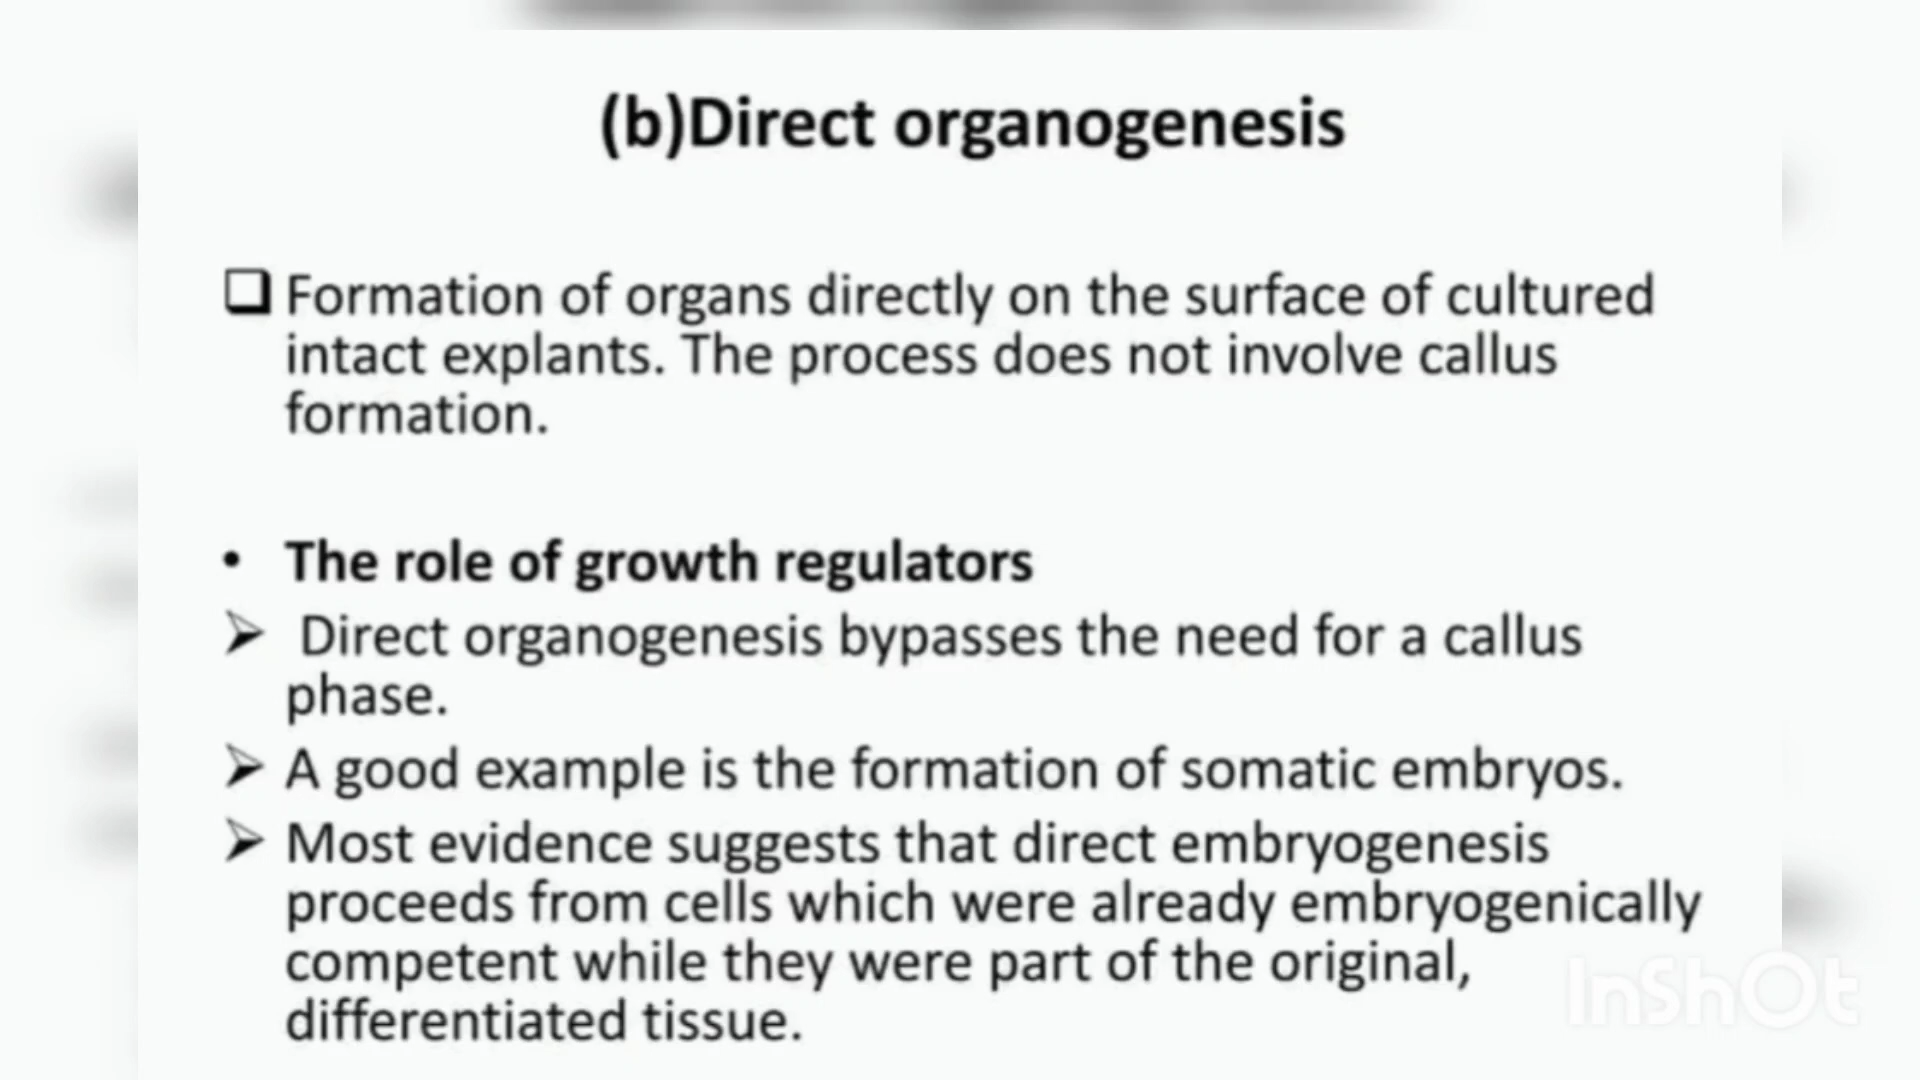 (b)Direct organogenesis
❑ Formation of organs directly on the surface of cultured
intact explants. The process does not involve callus
formation.
• The role of growth regulators
➢ Direct organogenesis bypasses the need for a callus
phase.
➢ A good example is the formation of somatic embryos.
➢ Most evidence suggests that direct embryogenesis
proceeds from cells which were already embryogenically
competent while they were part of the original,
differentiated tissue.
InShOt